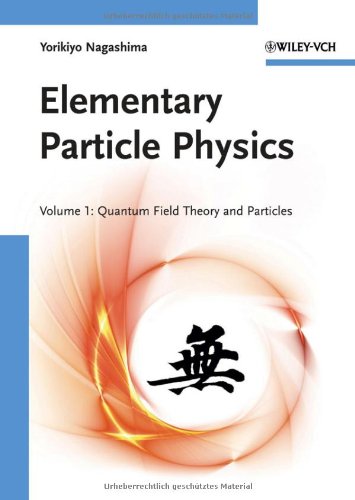 Urheberrechtlich geschütztes Material
Yorikiyo Nagashima
WILEY-VCH
Elementary
Particle Physics
Volume 1: Quantum Field Theory and Particles
無
Urheberrechtlich geschütztes Material